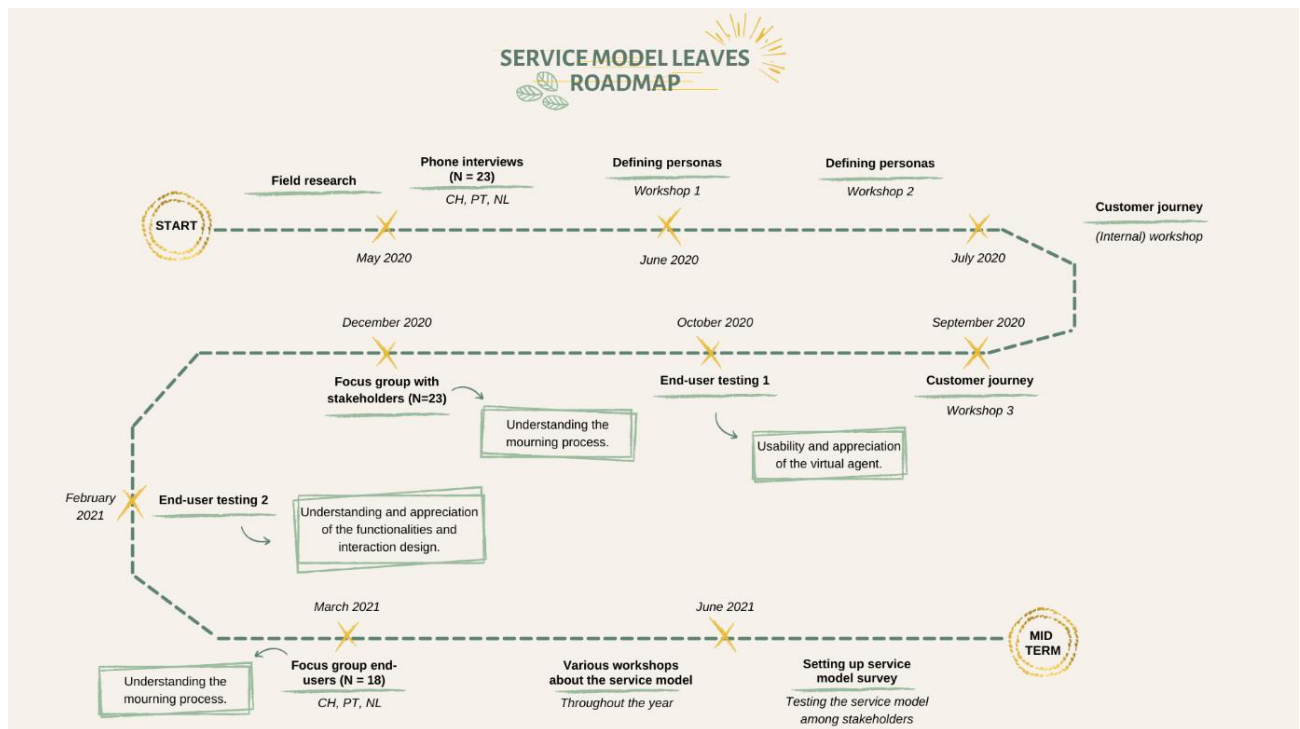 SERVICE MODEL LEAVES
ROADMAP
START
Field research
Phone interviews
(N = 23)
CH, PT, NL
May 2020
Defining personas
Workshop 1
June 2020
Defining personas
Workshop 2
July 2020
Customer journey
(Internal) workshop
September 2020
Customer journey
Workshop 3
October 2020
End-user testing 1
Usability and appreciation
of the virtual agent.
December 2020
Focus group with
stakeholders (N=23)
Understanding the
mourning process.
February
2021
End-user testing 2
Understanding and appreciation
of the functionalities and
interaction design.
March 2021
Focus group end-
users (N = 18)
CH, PT, NL
Understanding the
mourning process.
June 2021
Various workshops
about the service model
Throughout the year
Setting up service
model survey
Testing the service model
among stakeholders
MID
TERM